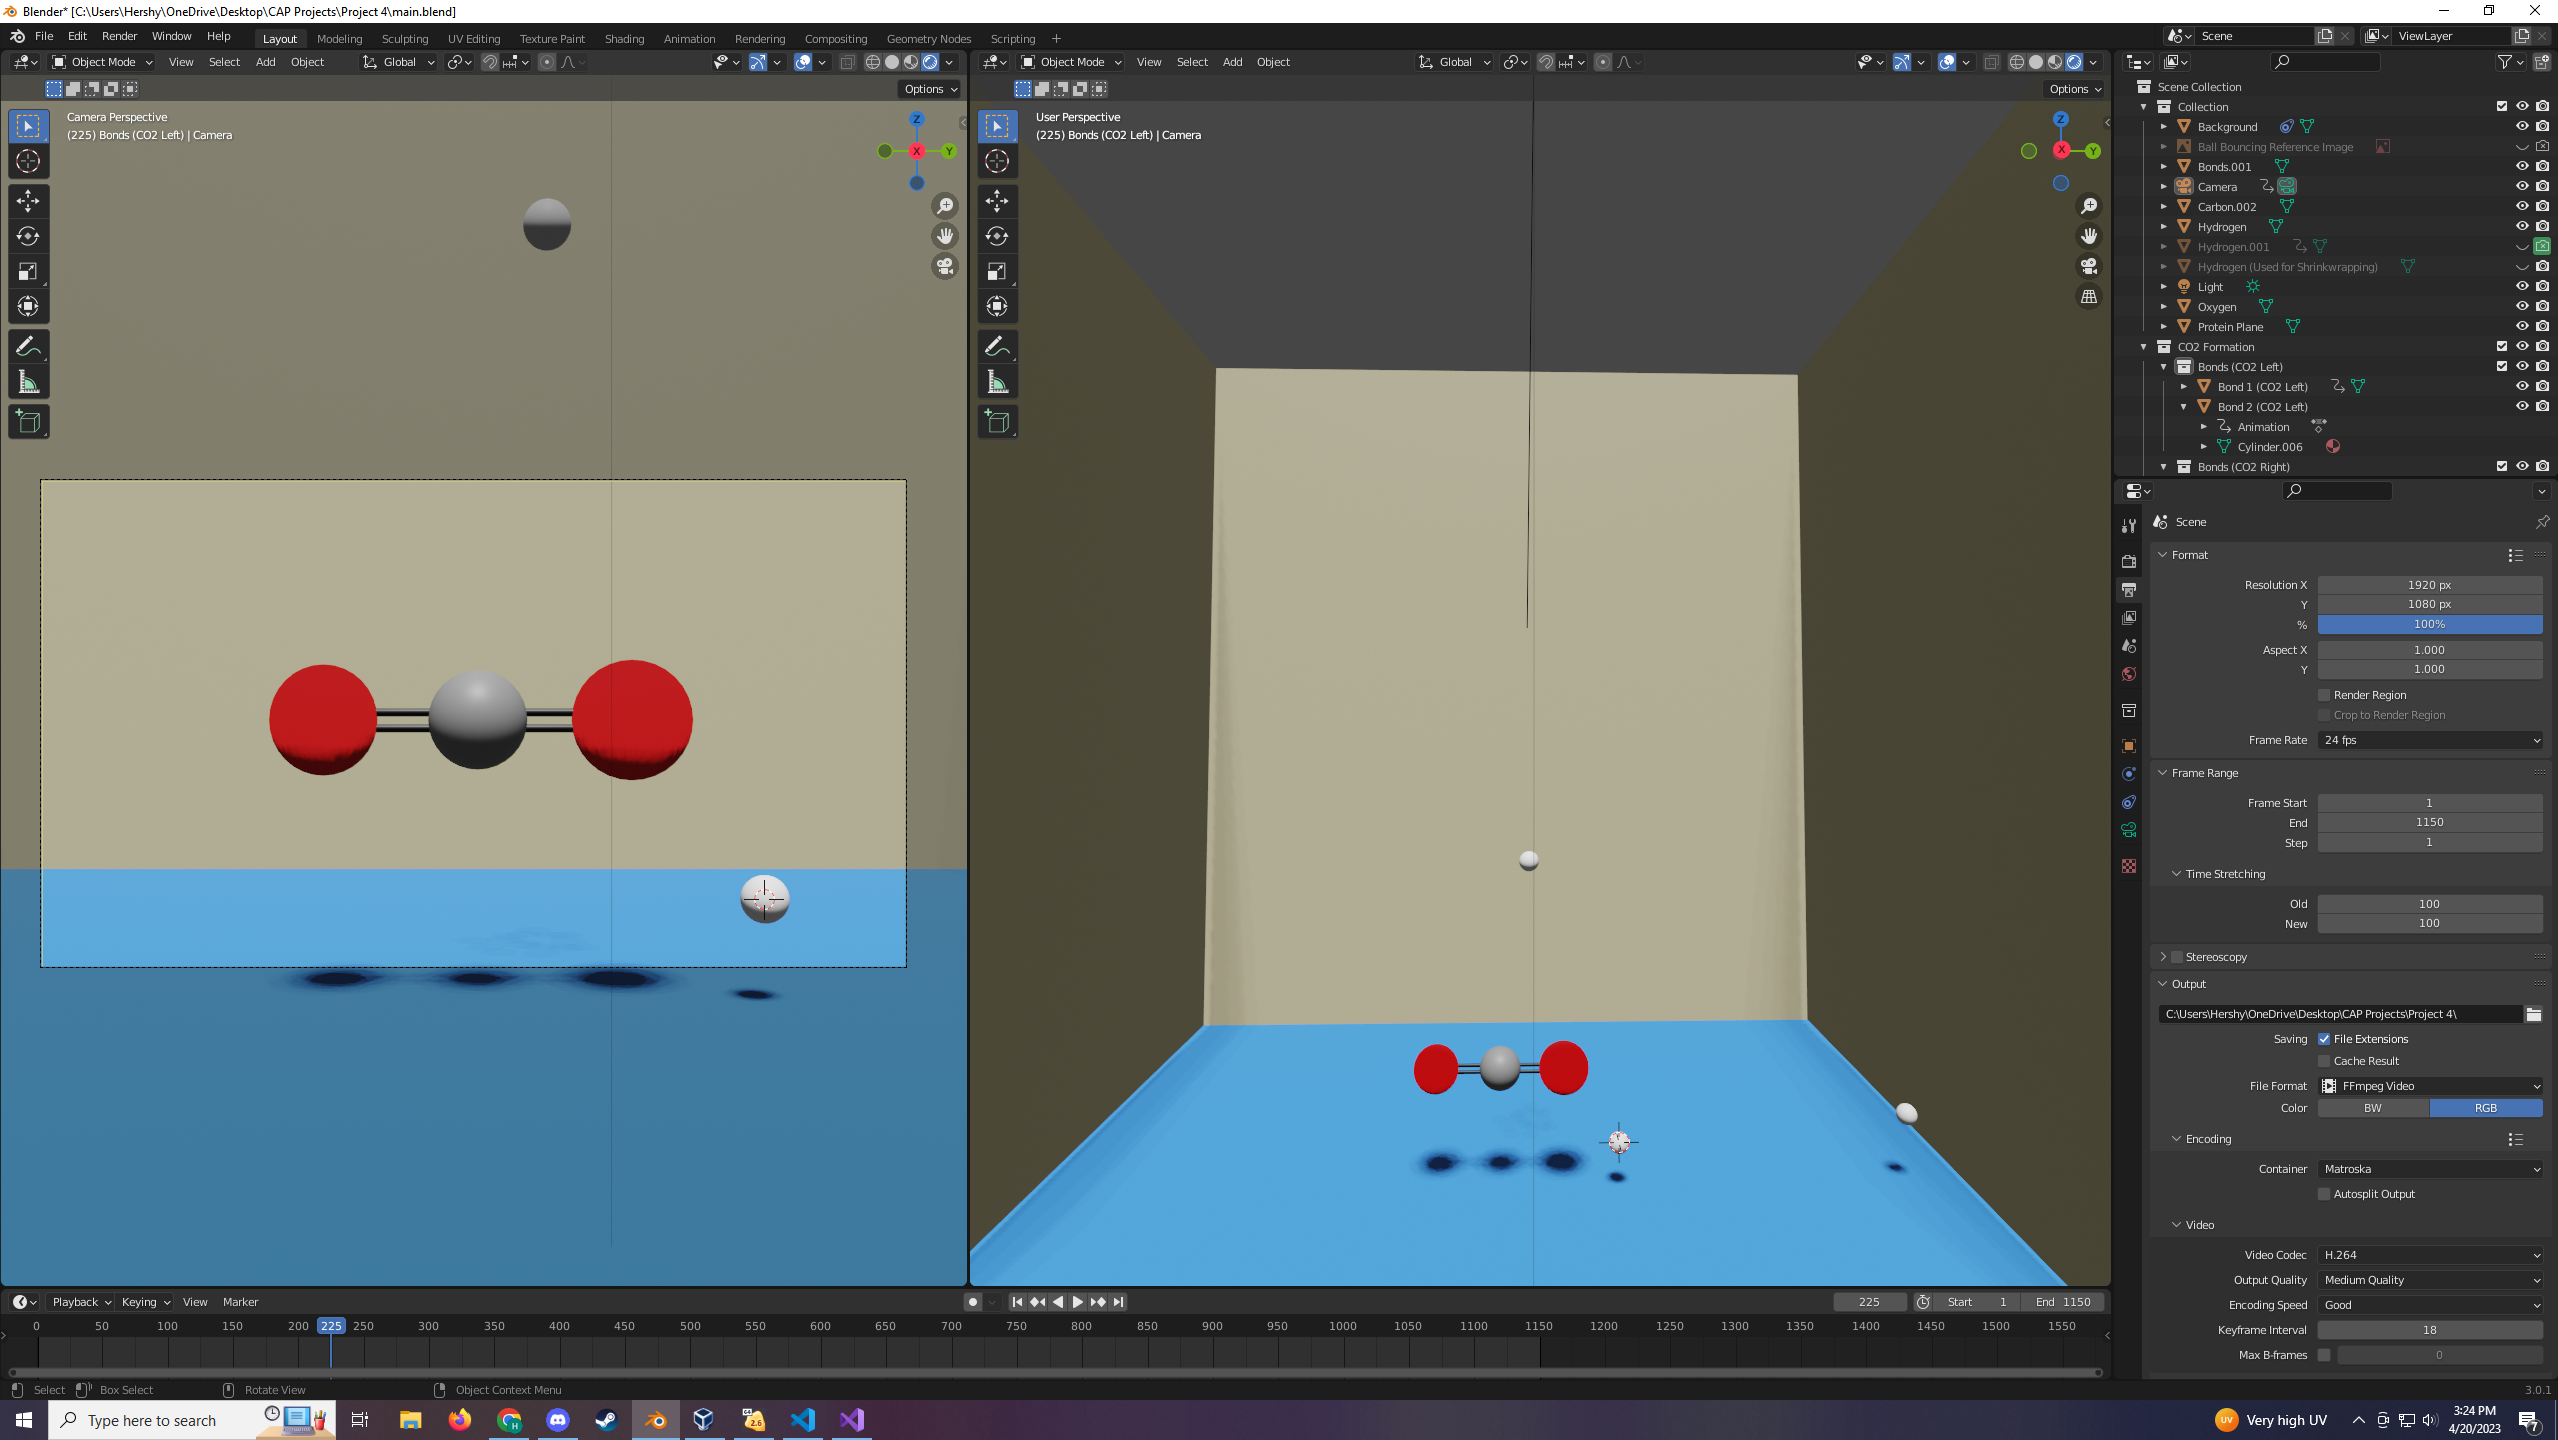 Blender* [C:\Users\Hershy\OneDrive\Desktop\CAP Projects\Project 4\main.blend]
File Edit Render Window Help Layout Modeling Sculpting UV Editing Texture Paint Shading Animation Rendering Compositing Geometry Nodes Scripting + Scene ViewLayer
Object Mode View Select Add Object Global
Options
Camera Perspective
(225) Bonds (CO2 Left) | Camera
Z
X
Y
Object Mode View Select Add Object Global
Options
User Perspective
(225) Bonds (CO2 Left) | Camera
Z
X
Y
Scene Collection
Collection
Background
Ball Bouncing Reference Image
Bonds.001
Camera
Carbon.002
Hydrogen
Hydrogen.001
Hydrogen (Used for Shrinkwrapping)
Light
Oxygen
Protein Plane
CO2 Formation
Bonds (CO2 Left)
Bond 1 (CO2 Left)
Bond 2 (CO2 Left)
Animation
Cylinder.006
Bonds (CO2 Right)
Scene
Format
Resolution X 1920 px
Y 1080 px
% 100%
Aspect X 1.000
Y 1.000
Render Region
Crop to Render Region
Frame Rate 24 fps
Frame Range
Frame Start 1
End 1150
Step 1
Time Stretching
Old 100
New 100
Stereoscopy
Output
C:\Users\Hershy\OneDrive\Desktop\CAP Projects\Project 4\
Saving File Extensions
Cache Result
File Format FFmpeg Video
Color BW RGB
Encoding
Container Matroska
Autosplit Output
Video
Video Codec H.264
Output Quality Medium Quality
Encoding Speed Good
Keyframe Interval 18
Max B-frames 0
Playback Keying View Marker 225 Start 1 End 1150
0 50 100 150 200 225 250 300 350 400 450 500 550 600 650 700 750 800 850 900 950 1000 1050 1100 1150 1200 1250 1300 1350 1400 1450 1500 1550
Select Box Select Rotate View Object Context Menu 3.0.1
Type here to search
64
2.6
UV Very high UV
3:24 PM
4/20/2023
7